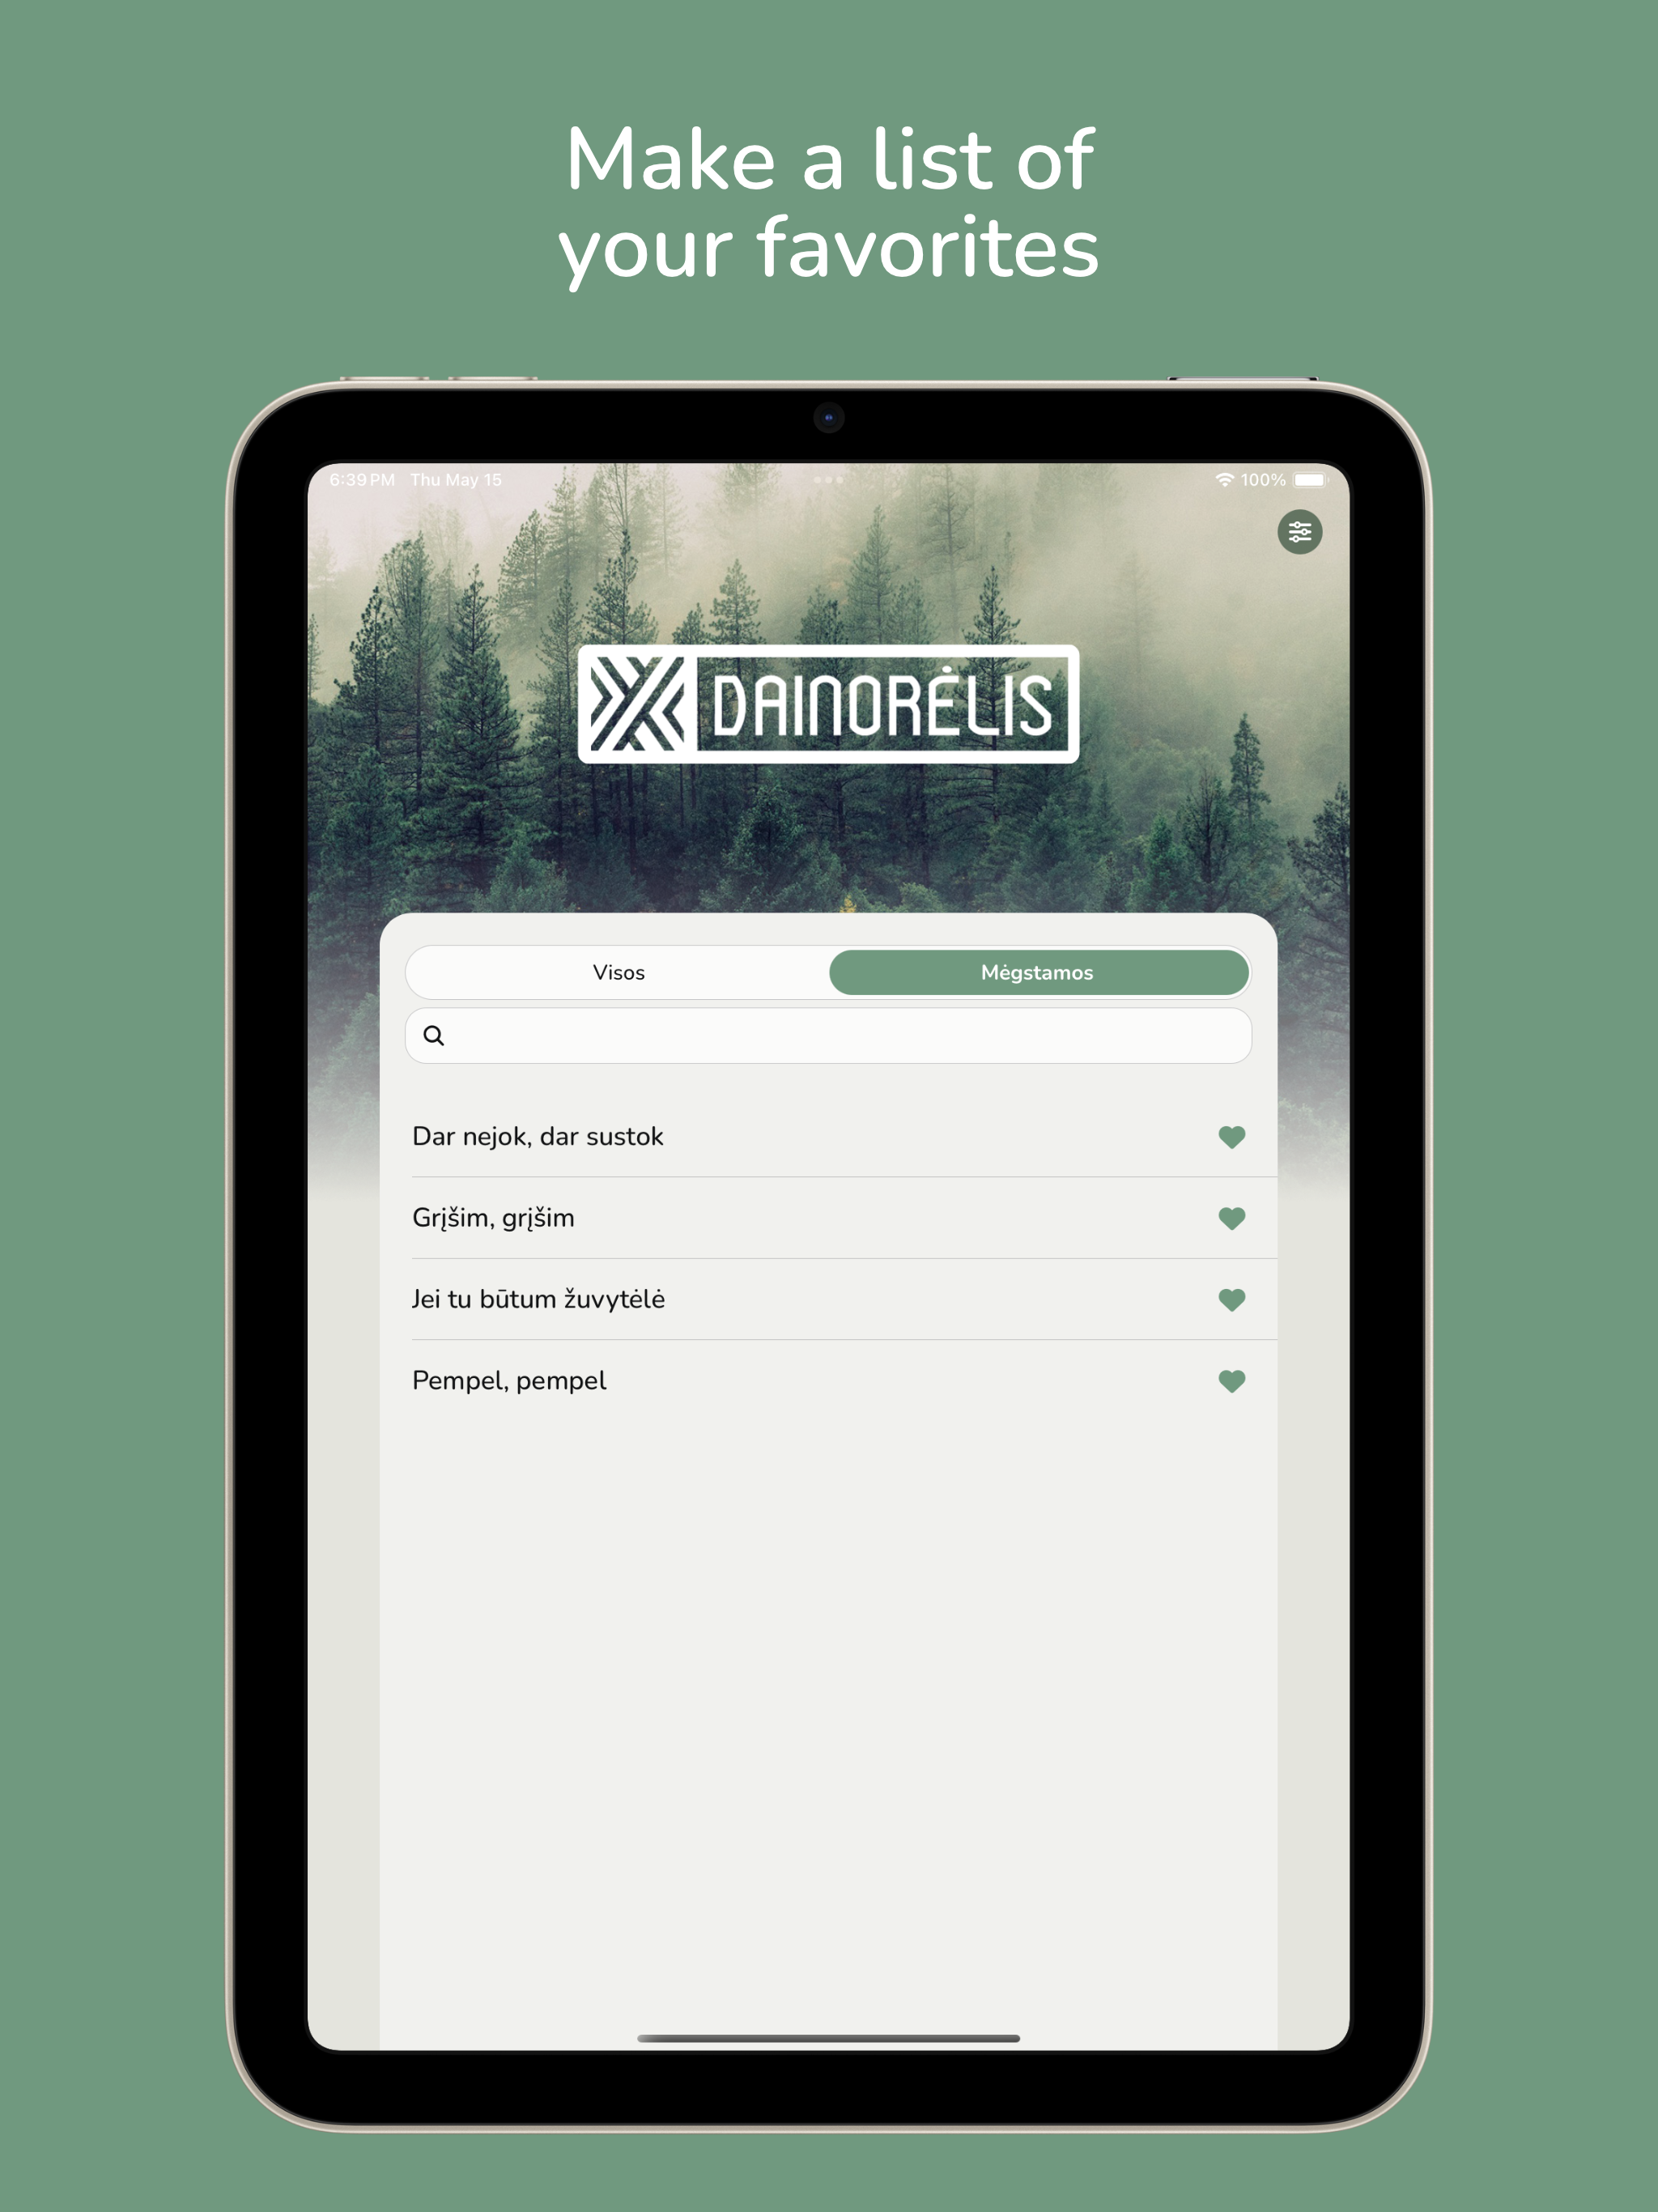 Make a list of
your favorites
6:39 PM Thu May 15
100%
DAINORĖLIS
Visos
Mėgstamos
Dar nejok, dar sustok
Grįšim, grįšim
Jei tu būtum žuvytėlė
Pempel, pempel